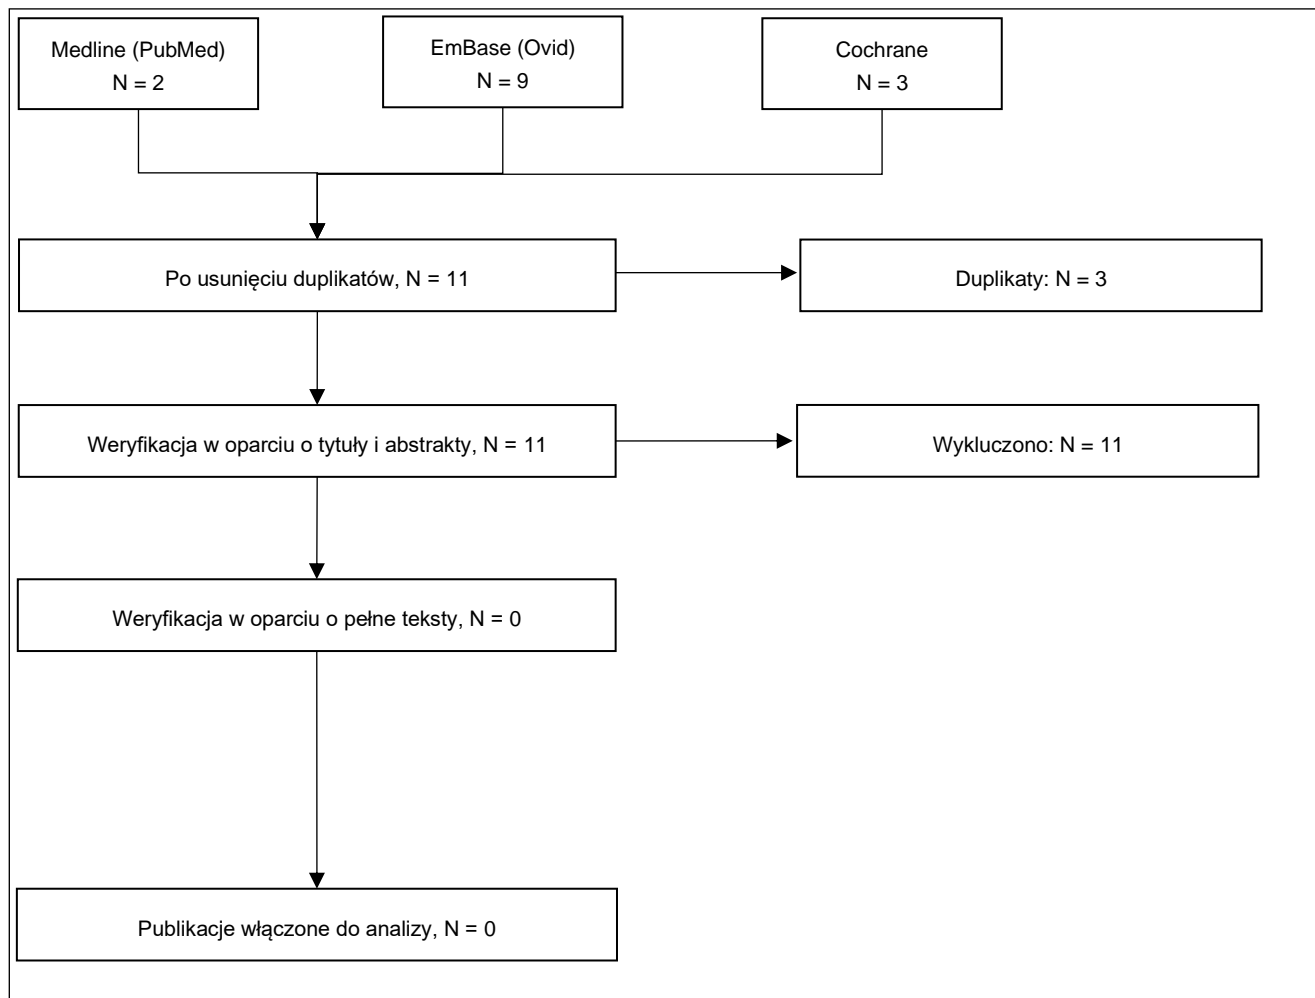 Medline (PubMed)
N = 2
EmBase (Ovid)
N = 9
Cochrane
N = 3
Po usunięciu duplikatów, N = 11
Duplikaty: N = 3
Weryfikacja w oparciu o tytuły i abstrakty, N = 11
Wykluczono: N = 11
Weryfikacja w oparciu o pełne teksty, N = 0
Publikacje włączone do analizy, N = 0